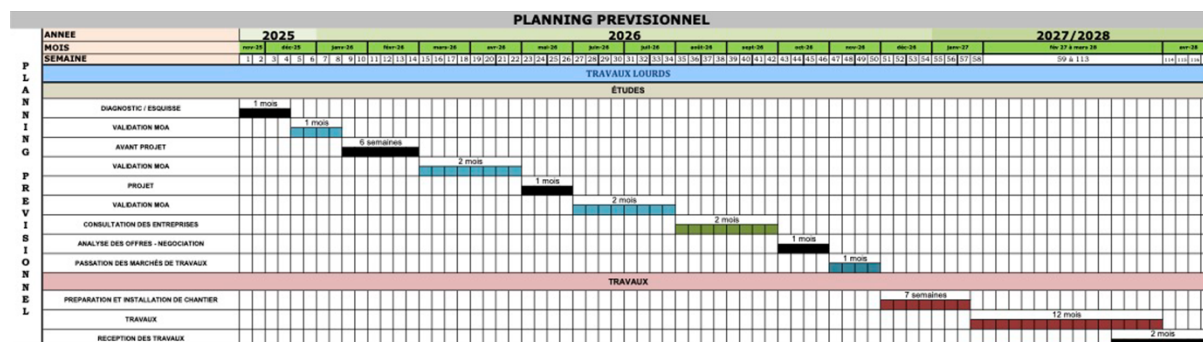 PLANNING PREVISIONNEL
ANNEE 2025 2026 2027/2028
MOIS nov-25 déc-25 janv-26 févr-26 mars-26 avr-26 mai-26 juin-26 juil-26 août-26 sept-26 oct-26 nov-26 déc-26 janv-27 fév 27 à mars 28 avr-28
SEMAINE 1 2 3 4 5 6 7 8 9 10 11 12 13 14 15 16 17 18 19 20 21 22 23 24 25 26 27 28 29 30 31 32 33 34 35 36 37 38 39 40 41 42 43 44 45 46 47 48 49 50 51 52 53 54 55 56 57 58 59 à 113 114 115 116
PLANNING PREVISIONNEL
TRAVAUX LOURDS
ÉTUDES
DIAGNOSTIC / ESQUISSE 1 mois
VALIDATION MOA 1 mois
AVANT PROJET 6 semaines
VALIDATION MOA 2 mois
PROJET 1 mois
VALIDATION MOA 2 mois
CONSULTATION DES ENTREPRISES 2 mois
ANALYSE DES OFFRES - NEGOCIATION 1 mois
PASSATION DES MARCHÉS DE TRAVAUX 1 mois
TRAVAUX
PREPARATION ET INSTALLATION DE CHANTIER 7 semaines
TRAVAUX 12 mois
RECEPTION DES TRAVAUX 2 mois